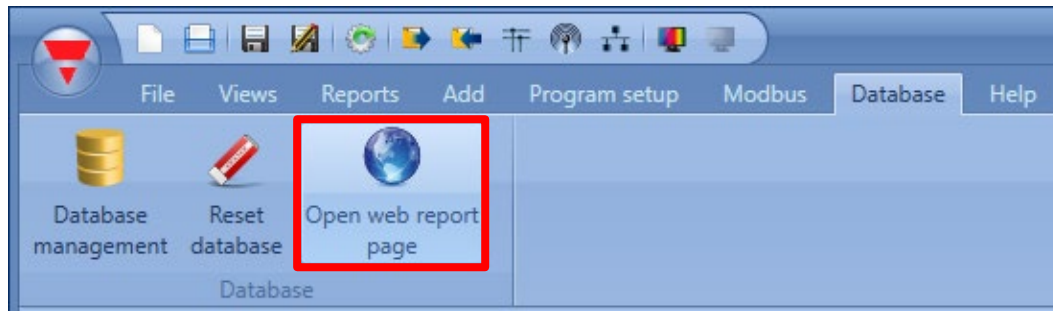 File Views Reports Add Program setup Modbus Database Help
Database management
Reset database
Open web report page
Database